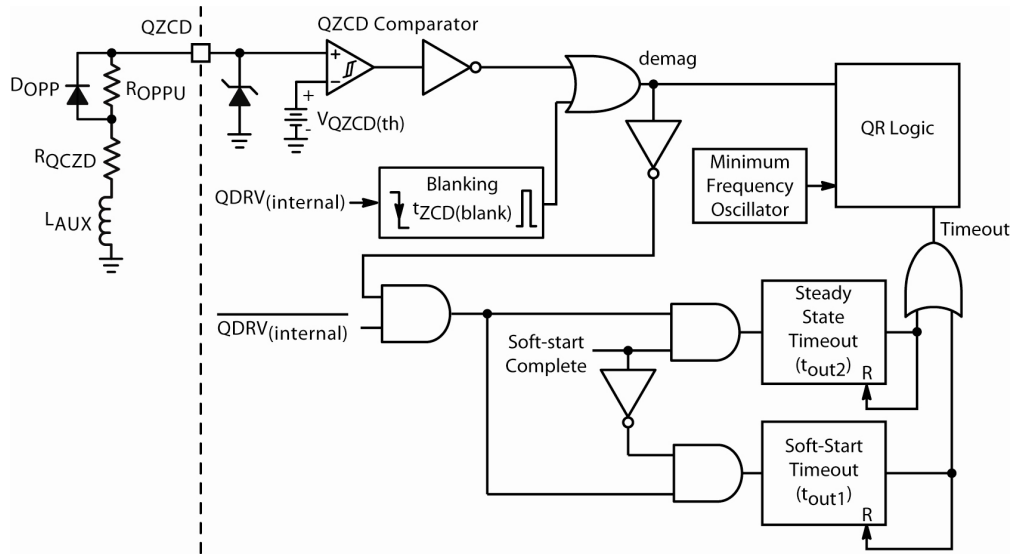 QZCD
QZCD Comparator
DOPP
ROPPU
+
−
+
-
VQZCD(th)
demag
QR Logic
RQCZD
LAUX
QDRV(internal)
Blanking
tZCD(blank)
Minimum
Frequency
Oscillator
Timeout
QDRV(internal)
Soft-start
Complete
Steady
State
Timeout
(tout2)
R
Soft-Start
Timeout
(tout1)
R